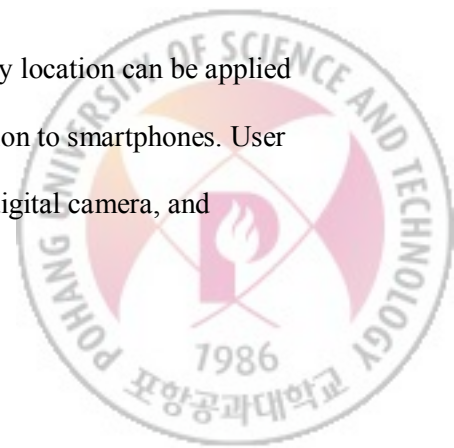 y location can be applied
on to smartphones. User
digital camera, and
POHANG UNIVERSITY OF SCIENCE AND TECHNOLOGY
1986
포항공과대학교